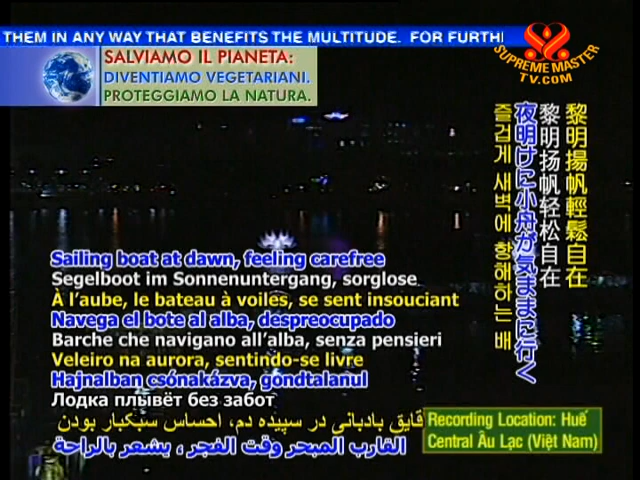 THEM IN ANY WAY THAT BENEFITS THE MULTITUDE. FOR FURTH
SALVIAMO IL PIANETA:
DIVENTIAMO VEGETARIANI.
PROTEGGIAMO LA NATURA.
SUPREME MASTER
TV.COM
黎明揚帆輕鬆自在
黎明扬帆轻松自在
夜明けに小舟が気ままに行く
즐겁게 새벽에 항해하는 배
Sailing boat at dawn, feeling carefree
Segelboot im Sonnenuntergang, sorglose
À l'aube, le bateau à voiles, se sent insouciant
Navega el bote al alba, despreocupado
Barche che navigano all'alba, senza pensieri
Veleiro na aurora, sentindo-se livre
Hajnalban csónakázva, gondtalanul
Лодка плывёт без забот
قایق بادبانی در سپیده دم، احساس سبکبار بودن
القارب المبحر وقت الفجر ، يشعر بالراحة
Recording Location: Huế
Central Âu Lạc (Việt Nam)